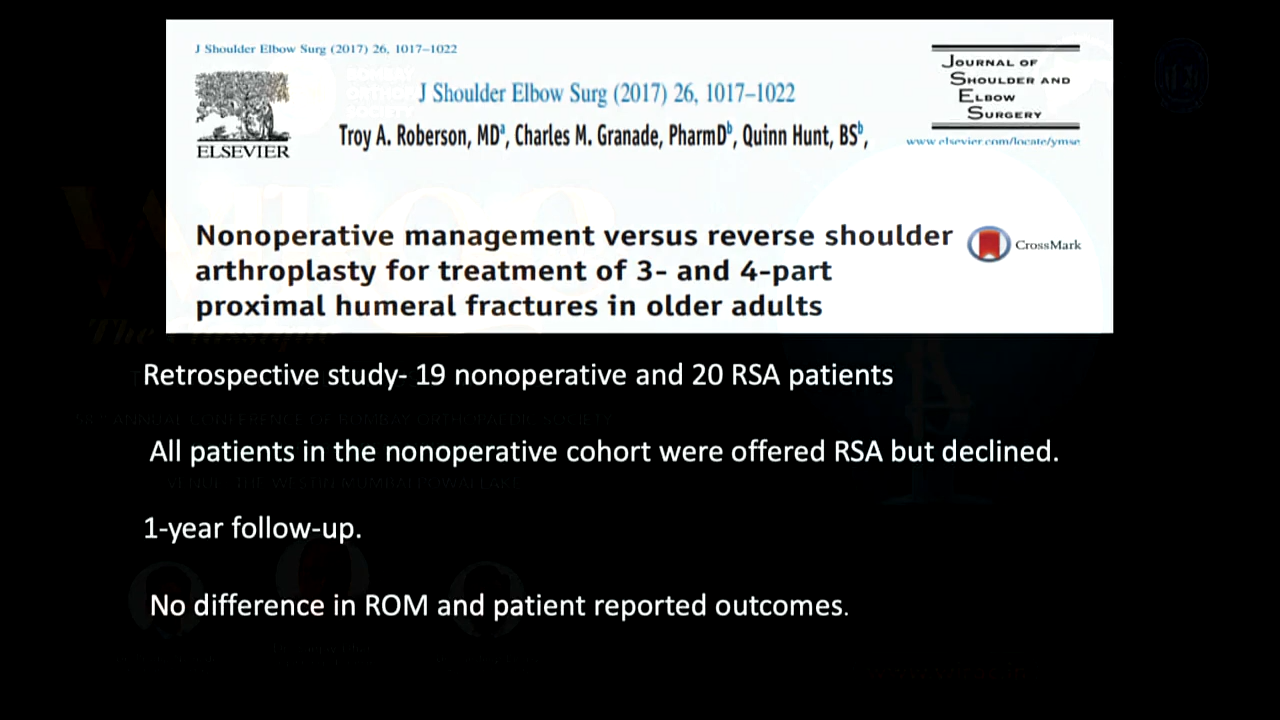 J Shoulder Elbow Surg (2017) 26, 1017–1022
ELSEVIER
J Shoulder Elbow Surg (2017) 26, 1017–1022
Troy A. Roberson, MDa, Charles M. Granade, PharmDb, Quinn Hunt, BSb,
JOURNAL OF
SHOULDER AND
ELBOW
SURGERY
www.elsevier.com/locate/ymse
Nonoperative management versus reverse shoulder
arthroplasty for treatment of 3- and 4-part
proximal humeral fractures in older adults
CrossMark
Retrospective study- 19 nonoperative and 20 RSA patients
All patients in the nonoperative cohort were offered RSA but declined.
1-year follow-up.
No difference in ROM and patient reported outcomes.